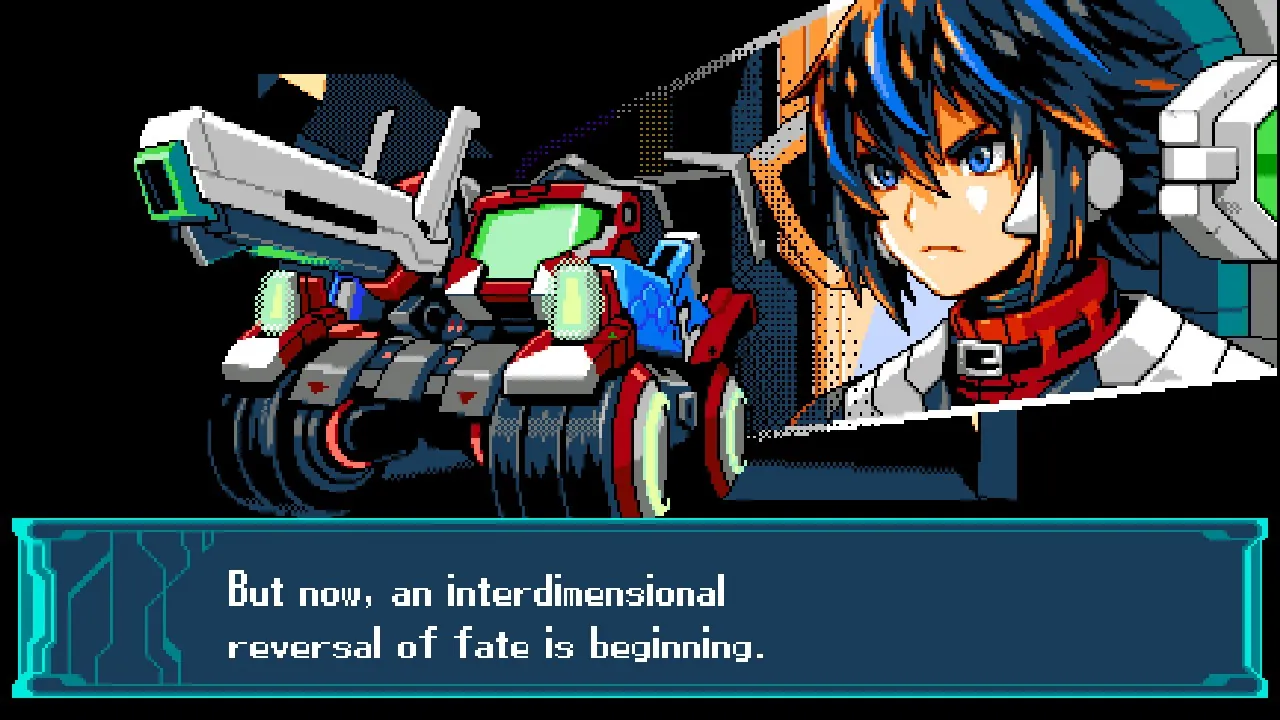 But now, an interdimensional
reversal of fate is beginning.